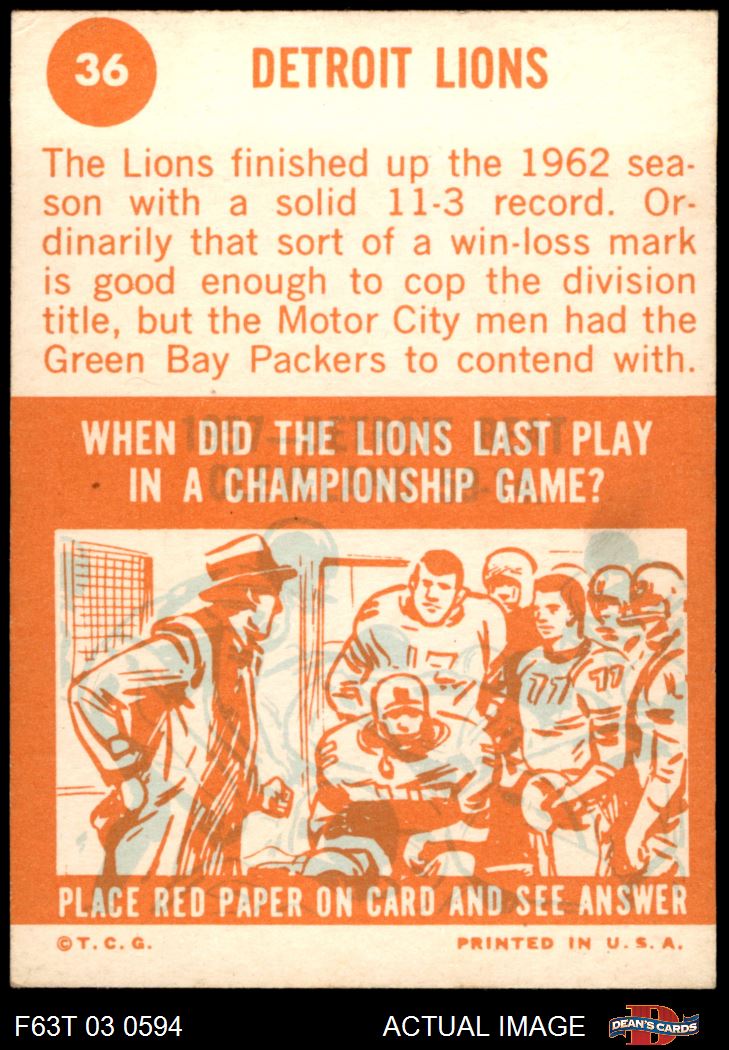 36
DETROIT LIONS
The Lions finished up the 1962 sea-
son with a solid 11-3 record. Or-
dinarily that sort of a win-loss mark
is good enough to cop the division
title, but the Motor City men had the
Green Bay Packers to contend with.
WHEN DID THE LIONS LAST PLAY
IN A CHAMPIONSHIP GAME?
PLACE RED PAPER ON CARD AND SEE ANSWER
© T. C. G.
PRINTED IN U. S. A.
F63T 03 0594
ACTUAL IMAGE
DEAN'S CARDS